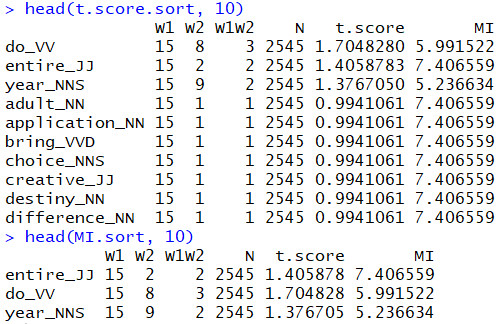 > head(t.score.sort, 10)
W1 W2 W1W2 N t.score MI
do_VV 15 8 3 2545 1.7048280 5.991522
entire_JJ 15 2 2 2545 1.4058783 7.406559
year_NNS 15 9 2 2545 1.3767050 5.236634
adult_NN 15 1 1 2545 0.9941061 7.406559
application_NN 15 1 1 2545 0.9941061 7.406559
bring_VVD 15 1 1 2545 0.9941061 7.406559
choice_NNS 15 1 1 2545 0.9941061 7.406559
creative_JJ 15 1 1 2545 0.9941061 7.406559
destiny_NN 15 1 1 2545 0.9941061 7.406559
difference_NN 15 1 1 2545 0.9941061 7.406559
> head(MI.sort, 10)
W1 W2 W1W2 N t.score MI
entire_JJ 15 2 2 2545 1.405878 7.406559
do_VV 15 8 3 2545 1.704828 5.991522
year_NNS 15 9 2 2545 1.376705 5.236634